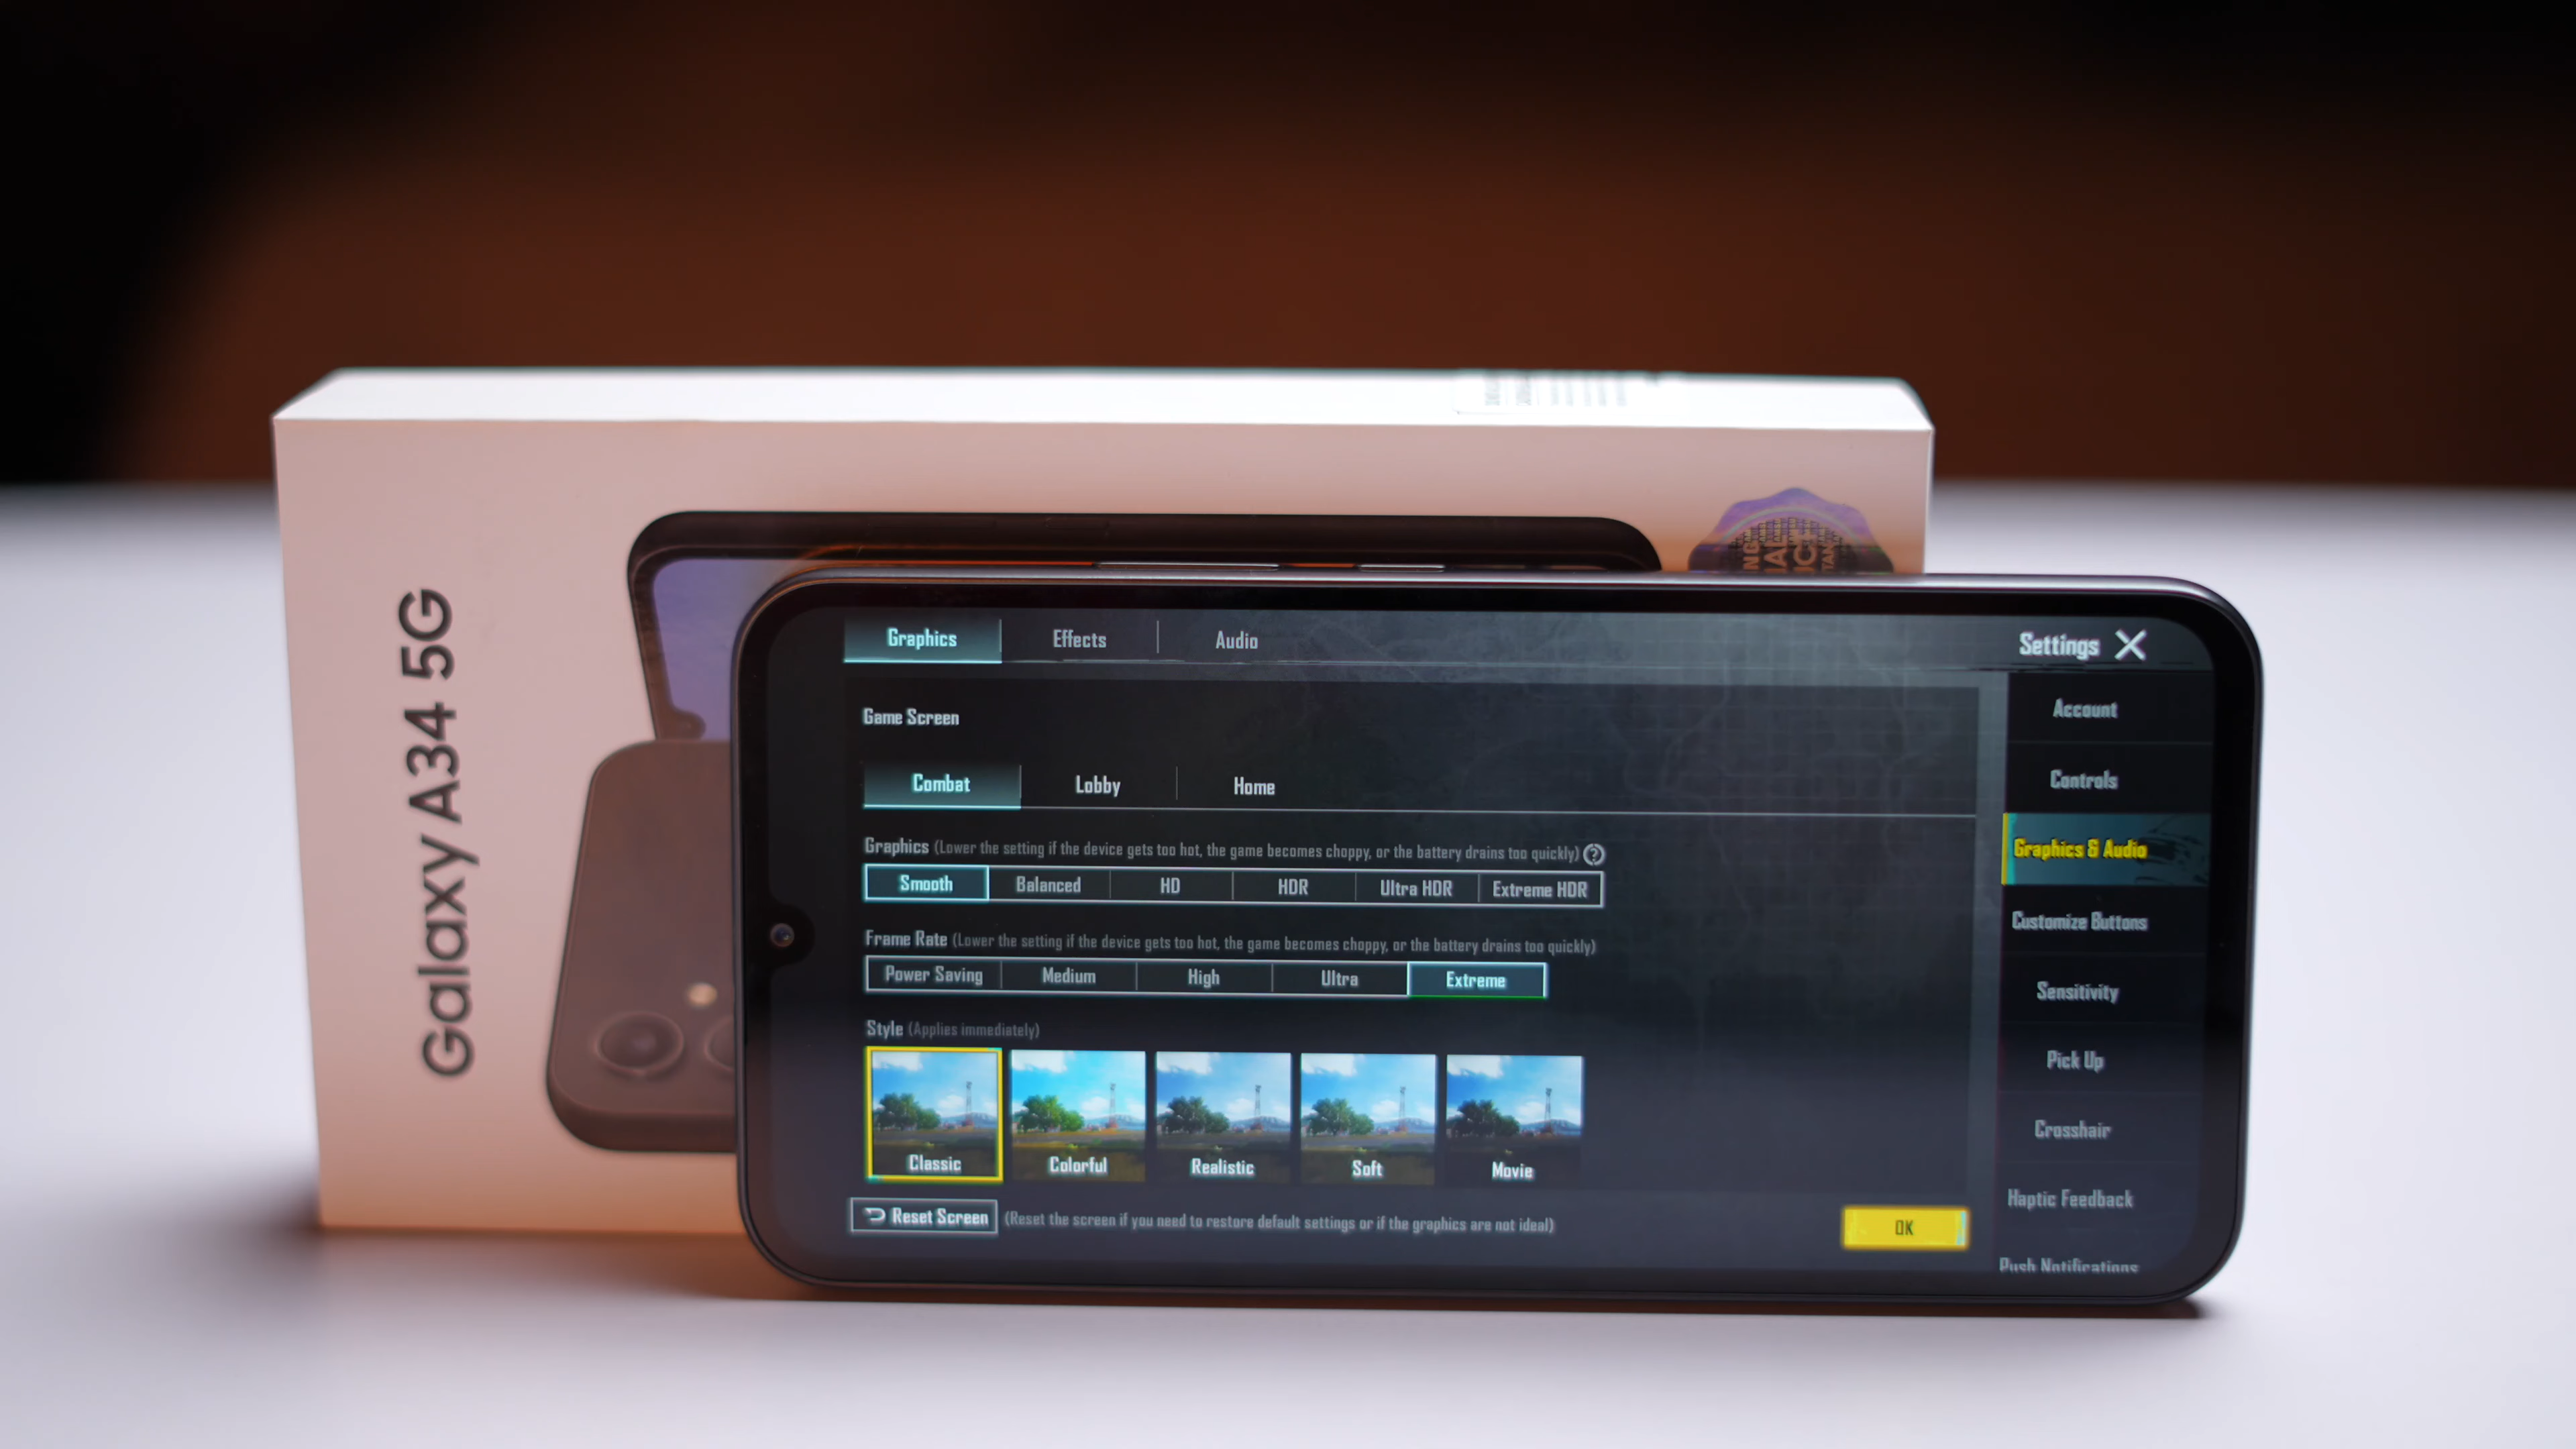 Galaxy A34 5G
Graphics Effects Audio
Settings
Game Screen
Combat Lobby Home
Graphics (Lower the setting if the device gets too hot, the game becomes choppy, or the battery drains too quickly) ?
Smooth Balanced HD HDR Ultra HDR Extreme HDR
Frame Rate (Lower the setting if the device gets too hot, the game becomes choppy, or the battery drains too quickly)
Power Saving Medium High Ultra Extreme
Style (Applies immediately)
Classic Colorful Realistic Soft Movie
Reset Screen (Reset the screen if you need to restore default settings or if the graphics are not ideal)
OK
Account
Controls
Graphics & Audio
Customize Buttons
Sensitivity
Pick Up
Crosshair
Haptic Feedback
Push Notifications